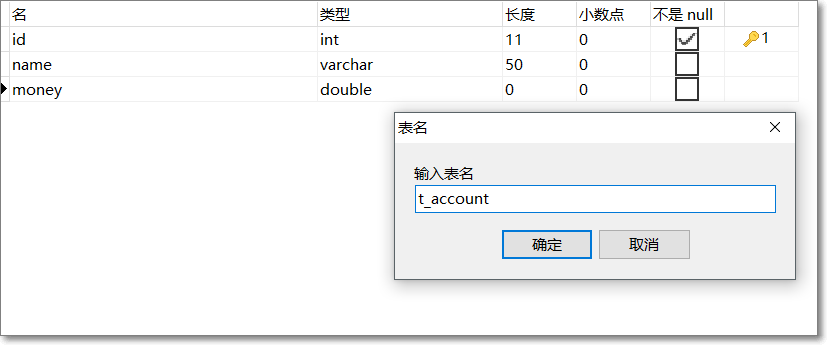 名 类型 长度 小数点 不是 null
id int 11 0 1
name varchar 50 0
money double 0 0
表名
输入表名
t_account
确定 取消